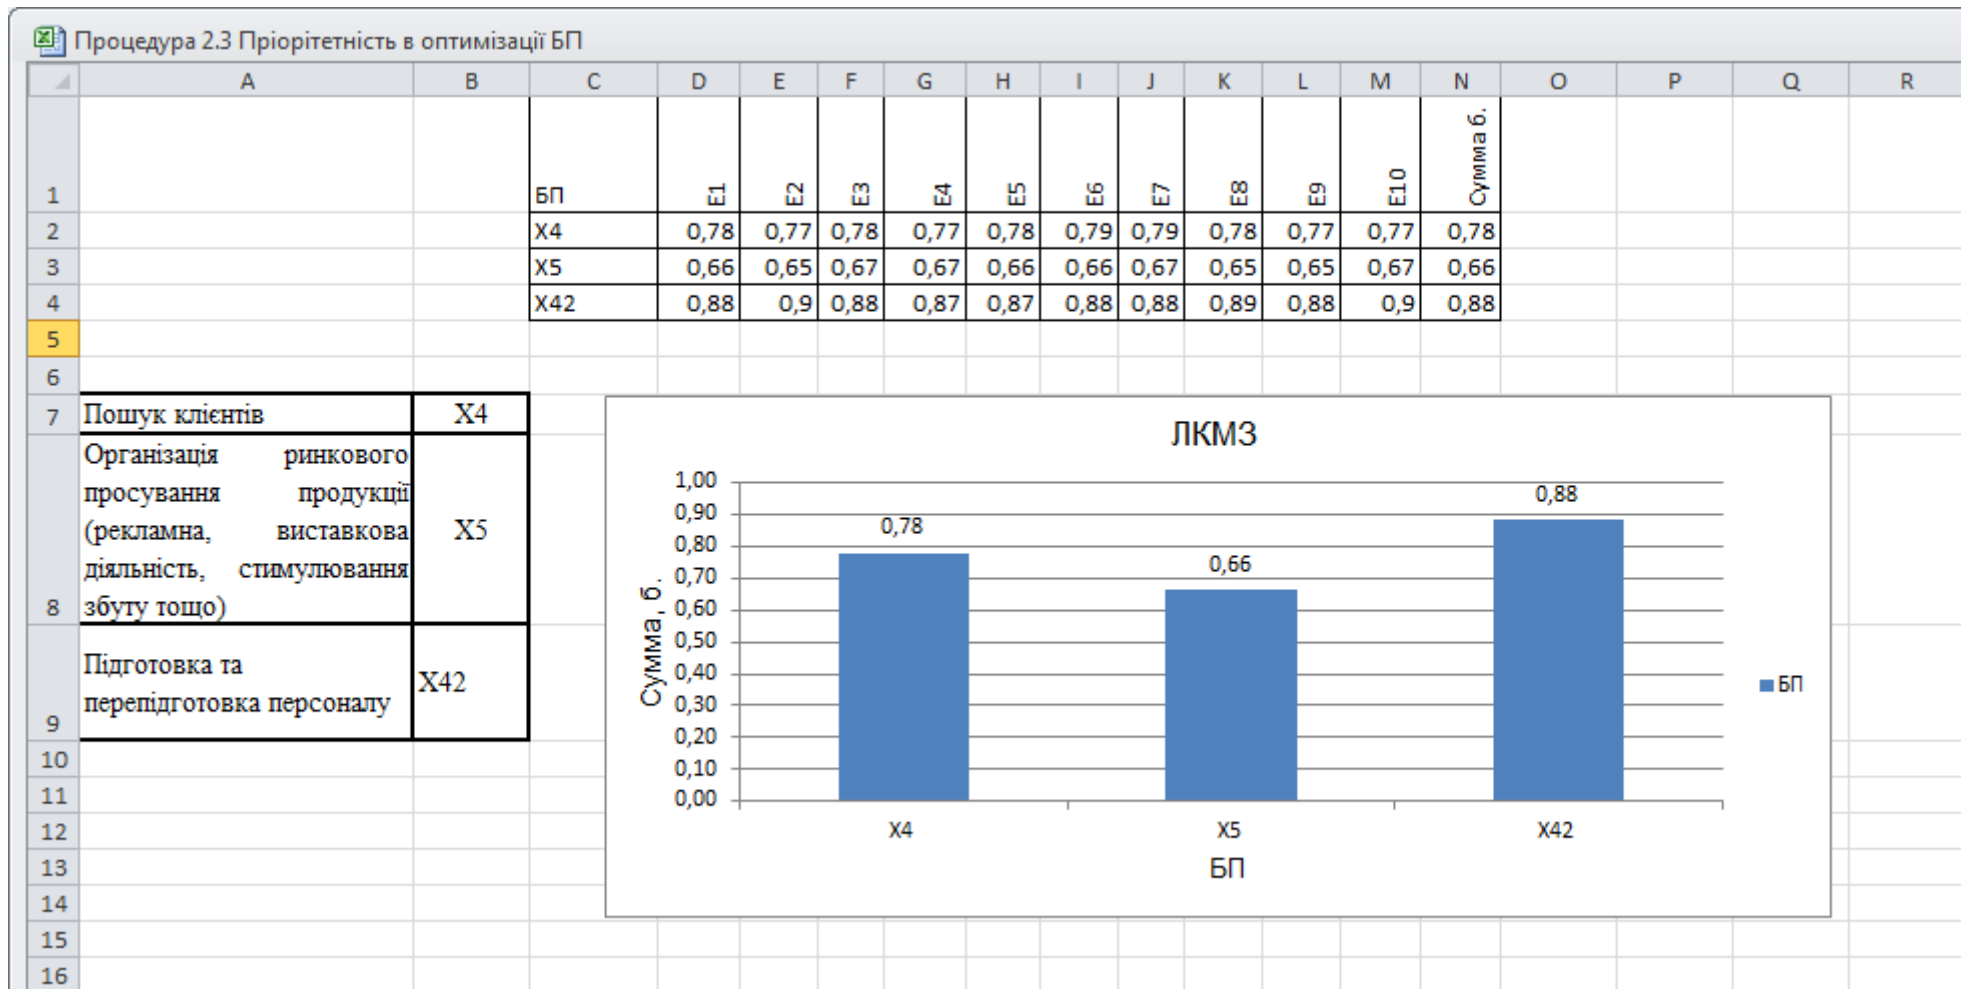 Процедура 2.3 Пріорітетність в оптимізації БП
A B C D E F G H I J K L M N O P Q R
1 БП E1 E2 E3 E4 E5 E6 E7 E8 E9 E10 Сумма б.
2 X4 0,78 0,77 0,78 0,77 0,78 0,79 0,79 0,78 0,77 0,77 0,78
3 X5 0,66 0,65 0,67 0,67 0,66 0,66 0,67 0,65 0,65 0,67 0,66
4 X42 0,88 0,9 0,88 0,87 0,87 0,88 0,88 0,89 0,88 0,9 0,88
5
6
7 Пошук клієнтів X4
Організація ринкового
просування продукції
(рекламна, виставкова X5
діяльність, стимулювання
8 збуту тощо)
Підготовка та
перепідготовка персоналу X42
9
10
11
12
13
14
15
16
ЛКМЗ
1,00
0,90
0,80
0,70
0,60
0,50
0,40
0,30
0,20
0,10
0,00
Сумма, б.
0,78
0,66
0,88
X4 X5 X42
БП
БП